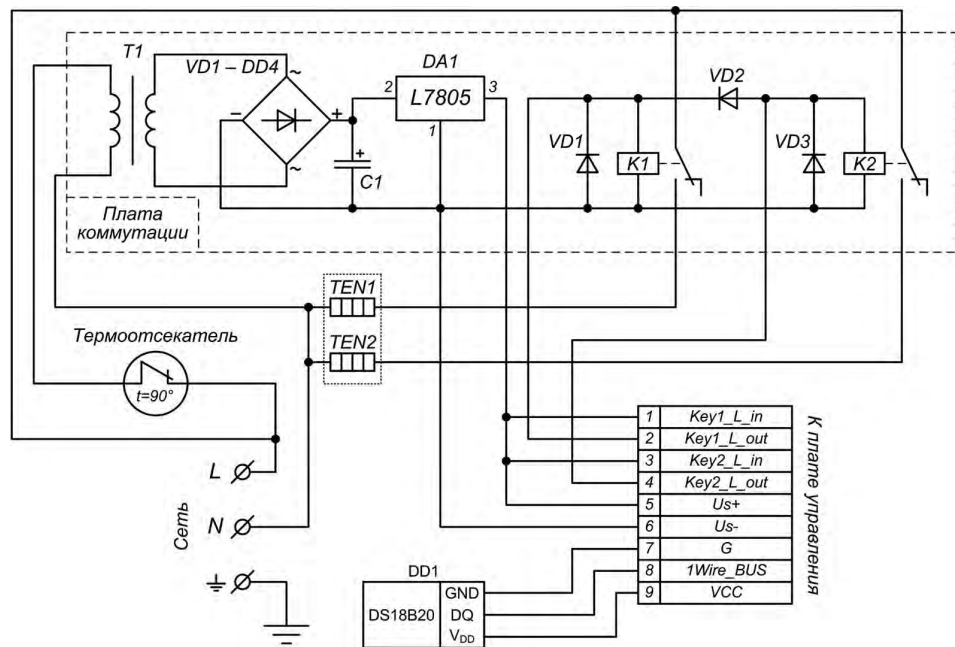 T1
VD1 – DD4
~
−
+
~
+
C1
DA1
2
L7805
3
1
VD2
VD1
K1
VD3
K2
Плата
коммутации
TEN1
TEN2
Термоотсекатель
t=90°
L
N
Сеть
1 Key1_L_in
2 Key1_L_out
3 Key2_L_in
4 Key2_L_out
5 Us+
6 Us-
7 G
8 1Wire_BUS
9 VCC
К плате управления
DD1
DS18B20
GND
DQ
VDD